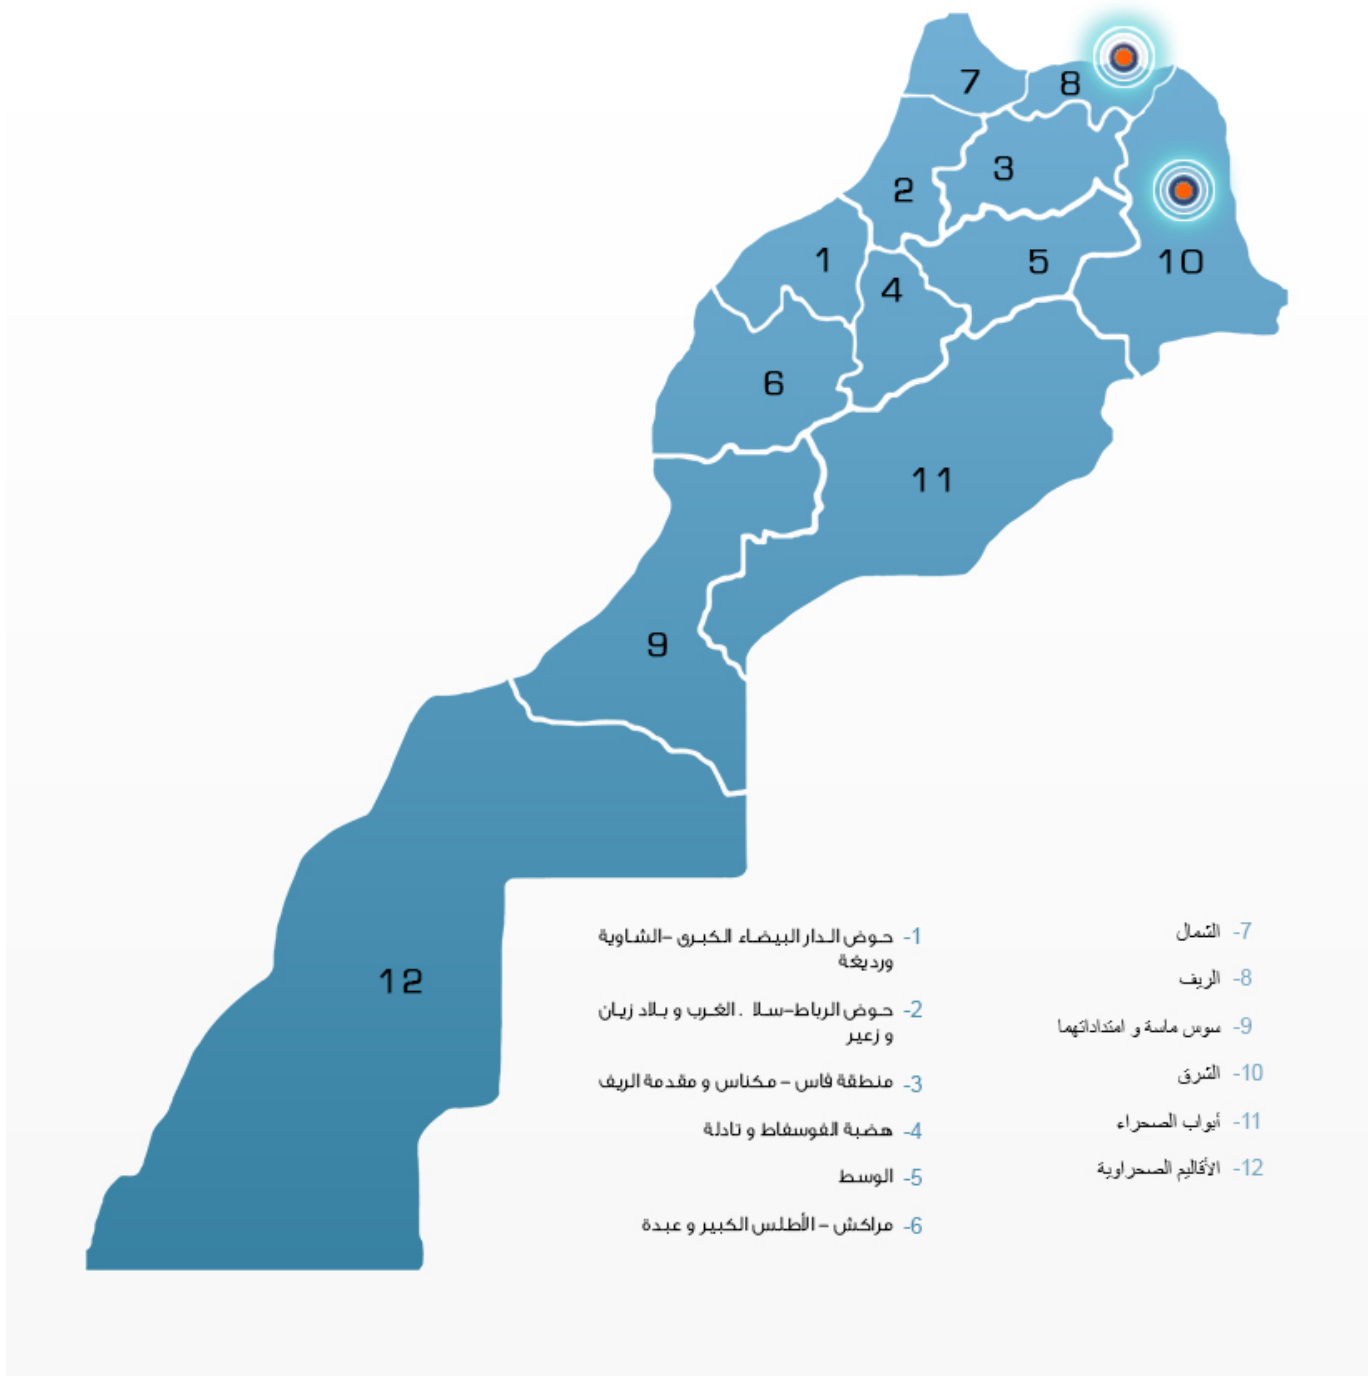 7
8
3
2
10
5
1
4
6
11
9
12
1- حوض الدار البيضاء الكبرى –الشاوية
ورديغة
2- حوض الرباط–سلا . الغرب و بلاد زيان
و زعير
3- منطقة فاس – مكناس و مقدمة الريف
4- هضبة الفوسفاط و تادلة
5- الوسط
6- مراكش – الأطلس الكبير و عبدة
7- الشمال
8- الريف
9- سوس ماسة و امتداداتهما
10- الشرق
11- أبواب الصحراء
12- الأقاليم الصحراوية